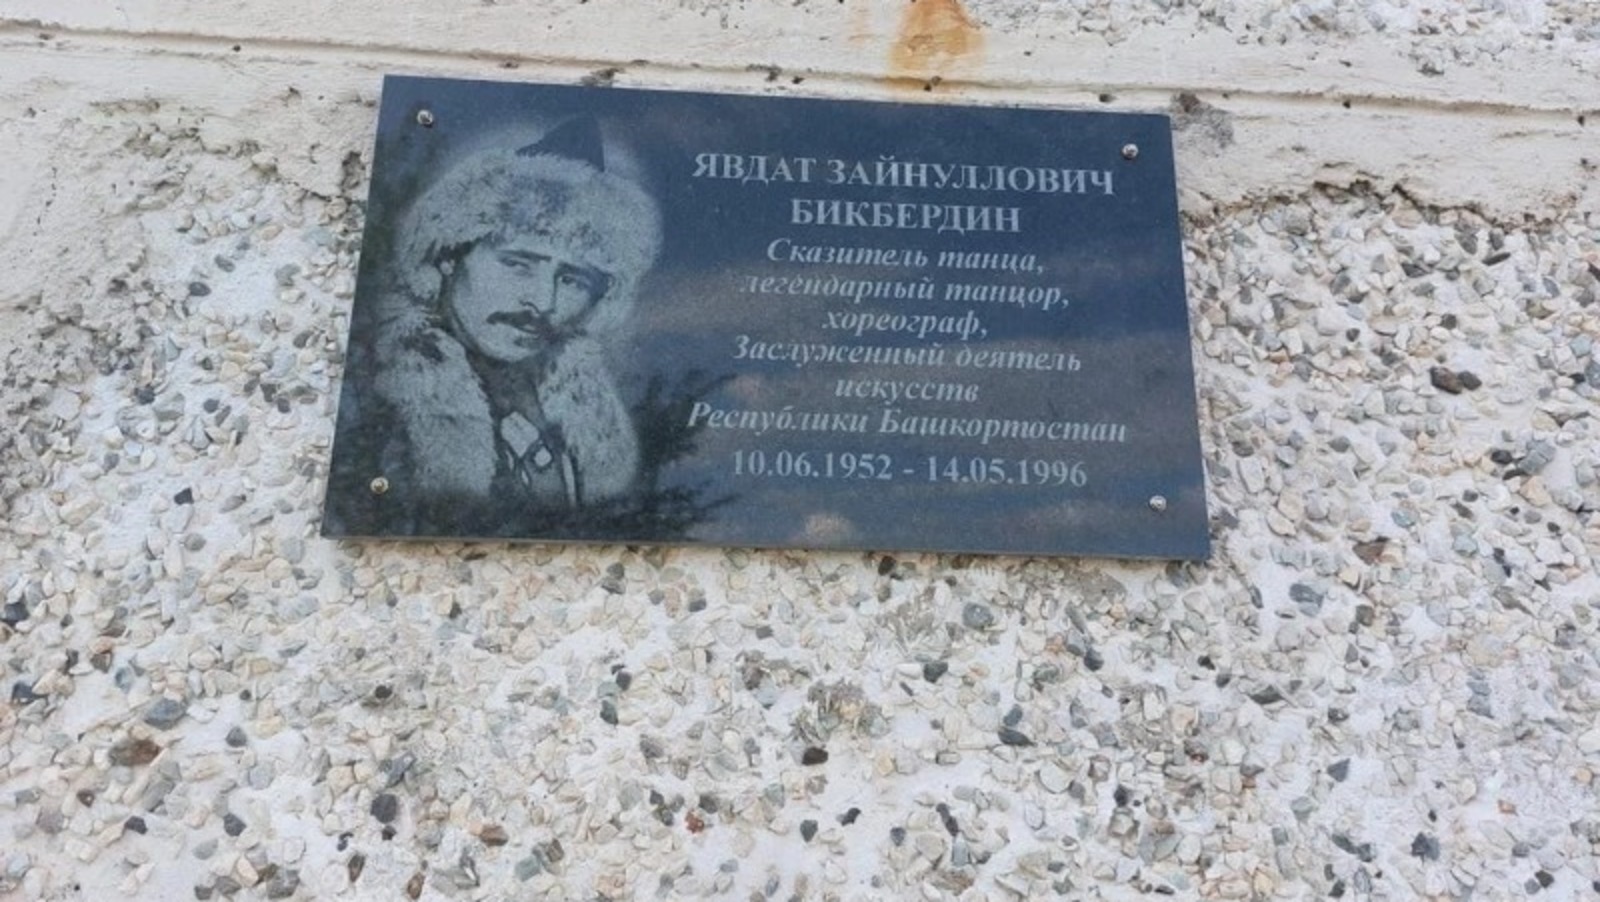 ЯВДАТ ЗАЙНУЛЛОВИЧ
БИКБЕРДИН
Сказитель танца,
легендарный танцор,
хореограф,
Заслуженный деятель
искусств
Республики Башкортостан
10.06.1952 - 14.05.1996